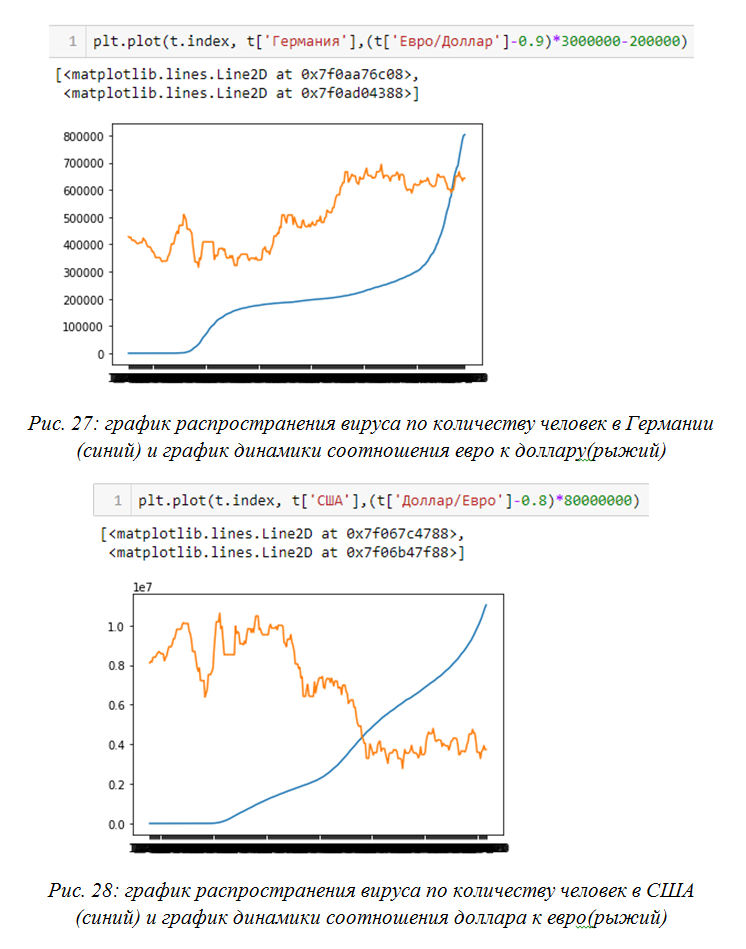 1 plt.plot(t.index, t['Германия'],(t['Евро/Доллар']-0.9)*3000000-200000)
[<matplotlib.lines.Line2D at 0x7f0aa76c08>,
<matplotlib.lines.Line2D at 0x7f0ad04388>]
800000
700000
600000
500000
400000
300000
200000
100000
0
Рис. 27: график распространения вируса по количеству человек в Германии
(синий) и график динамики соотношения евро к доллару(рыжий)
1 plt.plot(t.index, t['США'],(t['Доллар/Евро']-0.8)*80000000)
[<matplotlib.lines.Line2D at 0x7f067c4788>,
<matplotlib.lines.Line2D at 0x7f06b47f88>]
1e7
1.0
0.8
0.6
0.4
0.2
0.0
Рис. 28: график распространения вируса по количеству человек в США
(синий) и график динамики соотношения доллара к евро(рыжий)